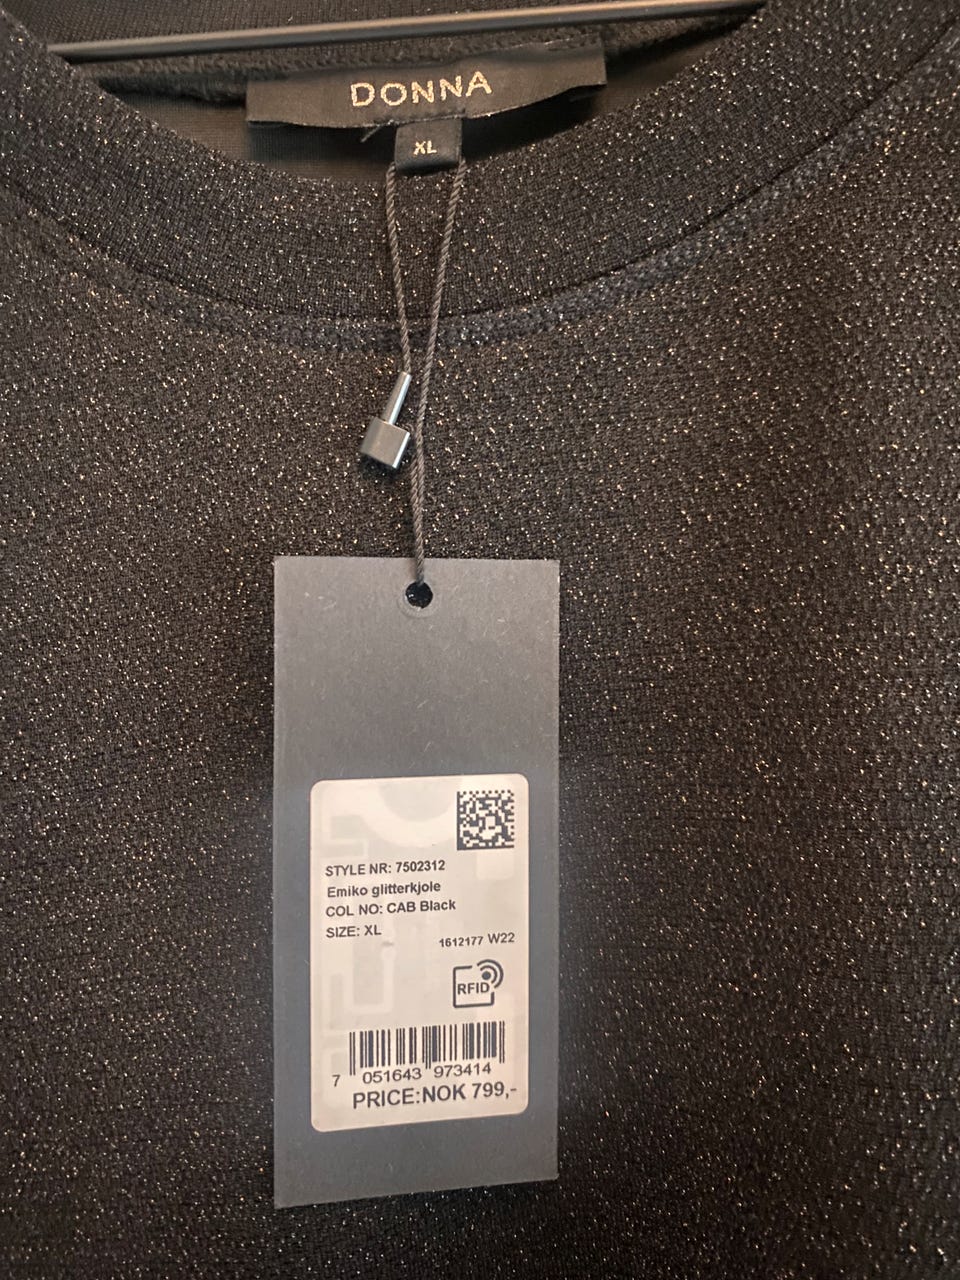 DONNA
XL
STYLE NR: 7502312
Emiko glitterkjole
COL NO: CAB Black
SIZE: XL
1612177 W22
RFID
7 051643 973414
PRICE:NOK 799,-